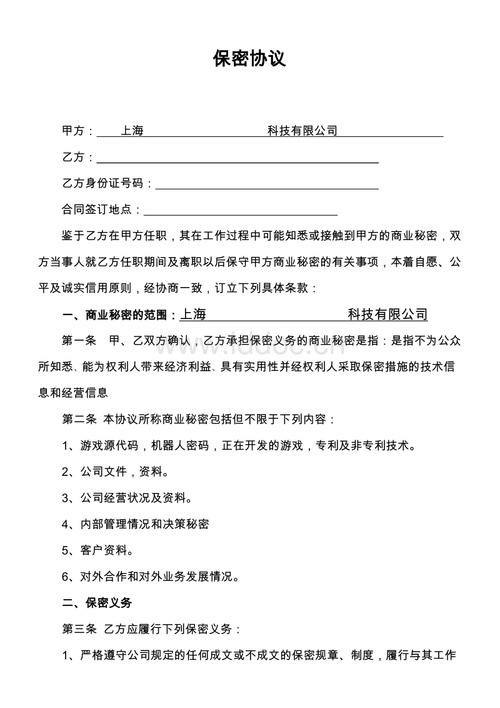 保密协议
甲方：上海 科技有限公司
乙方：
乙方身份证号码：
合同签订地点：
鉴于乙方在甲方任职，其在工作过程中可能知悉或接触到甲方的商业秘密，双
方当事人就乙方任职期间及离职以后保守甲方商业秘密的有关事项，本着自愿、公
平及诚实信用原则，经协商一致，订立下列具体条款：
一、商业秘密的范围：上海 科技有限公司
第一条 甲、乙双方确认，乙方承担保密义务的商业秘密是指：是指不为公众
所知悉、能为权利人带来经济利益、具有实用性并经权利人采取保密措施的技术信
息和经营信息
第二条 本协议所称商业秘密包括但不限于下列内容：
1、游戏源代码，机器人密码，正在开发的游戏，专利及非专利技术。
2、公司文件，资料。
3、公司经营状况及资料。
4、内部管理情况和决策秘密
5、客户资料。
6、对外合作和对外业务发展情况。
二、保密义务
第三条 乙方应履行下列保密义务：
1、严格遵守公司规定的任何成文或不成文的保密规章、制度，履行与其工作